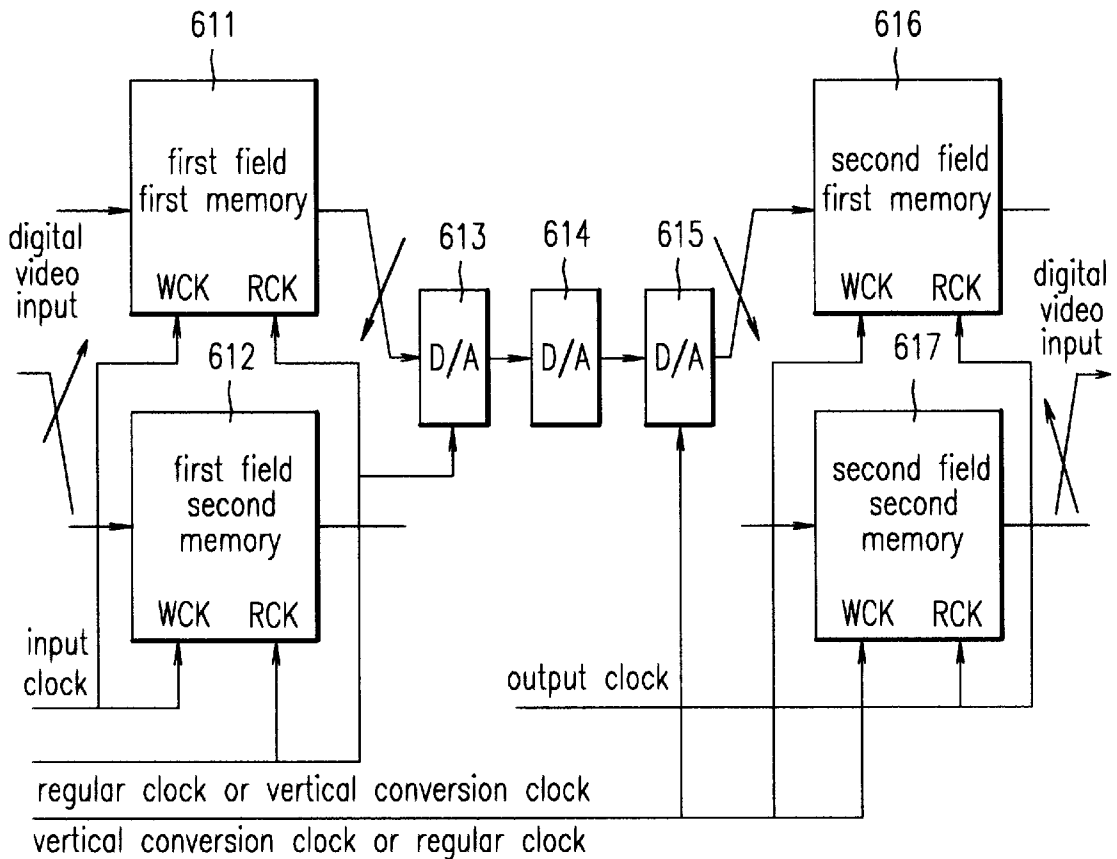 611
616
first field
first memory
WCK RCK
second field
first memory
WCK RCK
613
614
615
D/A
D/A
D/A
digital
video
input
digital
video
input
612
617
first field
second
memory
WCK RCK
second field
second
memory
WCK RCK
input
clock
output clock
regular clock or vertical conversion clock
vertical conversion clock or regular clock